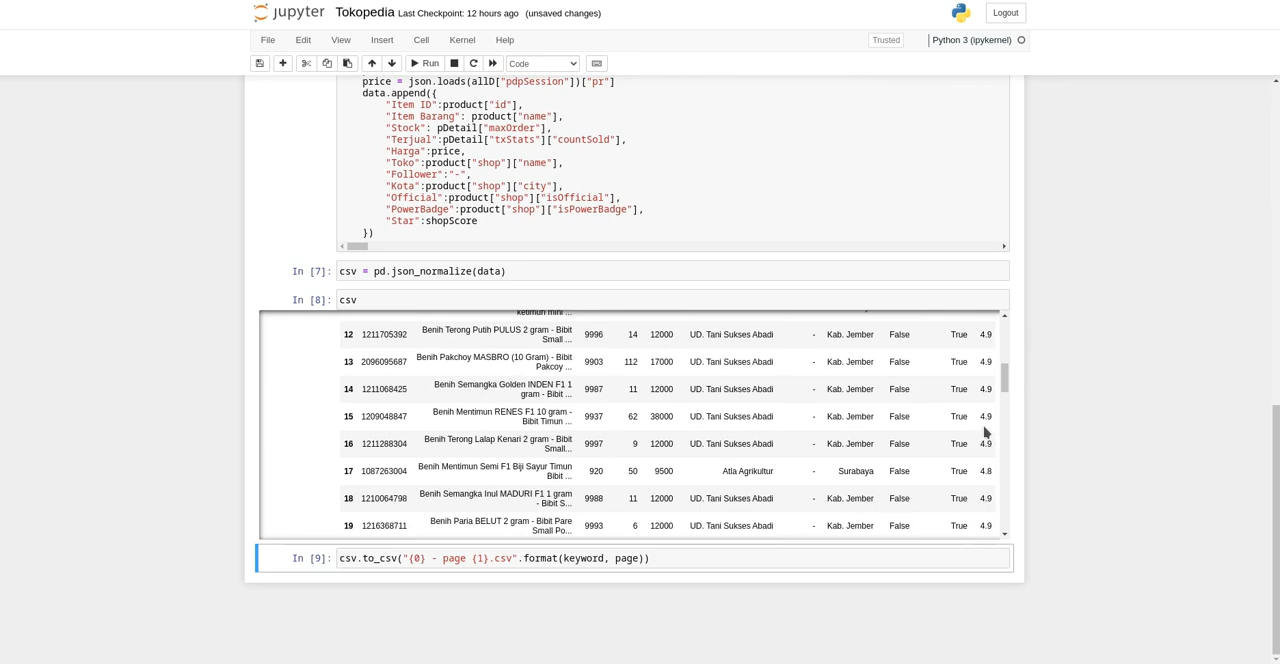 jupyter Tokopedia Last Checkpoint: 12 hours ago (unsaved changes) Logout
File Edit View Insert Cell Kernel Help Trusted Python 3 (ipykernel)
Run Code
price = json.loads(allD["pdpSession"])["pr"]
data.append({
"Item ID":product["id"],
"Item Barang": product["name"],
"Stock": pDetail["maxOrder"],
"Terjual":pDetail["txStats"]["countSold"],
"Harga":price,
"Toko":product["shop"]["name"],
"Follower":"-",
"Kota":product["shop"]["city"],
"Official":product["shop"]["isOfficial"],
"PowerBadge":product["shop"]["isPowerBadge"],
"Star":shopScore
})
In [7]: csv = pd.json_normalize(data)
In [8]: csv
ketimun mini ...
12 1211705392 Benih Terong Putih PULUS 2 gram - Bibit Small ... 9996 14 12000 UD. Tani Sukses Abadi - Kab. Jember False True 4.9
13 2096095687 Benih Pakchoy MASBRO (10 Gram) - Bibit Pakcoy ... 9903 112 17000 UD. Tani Sukses Abadi - Kab. Jember False True 4.9
14 1211068425 Benih Semangka Golden INDEN F1 1 gram - Bibit ... 9987 11 12000 UD. Tani Sukses Abadi - Kab. Jember False True 4.9
15 1209048847 Benih Mentimun RENES F1 10 gram - Bibit Timun ... 9937 62 38000 UD. Tani Sukses Abadi - Kab. Jember False True 4.9
16 1211288304 Benih Terong Lalap Kenari 2 gram - Bibit Small... 9997 9 12000 UD. Tani Sukses Abadi - Kab. Jember False True 4.9
17 1087263004 Benih Mentimun Semi F1 Biji Sayur Timun Bibit ... 920 50 9500 Atla Agrikultur - Surabaya False True 4.8
18 1210064798 Benih Semangka Inul MADURI F1 1 gram - Bibit S... 9988 11 12000 UD. Tani Sukses Abadi - Kab. Jember False True 4.9
19 1216368711 Benih Paria BELUT 2 gram - Bibit Pare Small Po... 9993 6 12000 UD. Tani Sukses Abadi - Kab. Jember False True 4.9
In [9]: csv.to_csv("{0} - page {1}.csv".format(keyword, page))